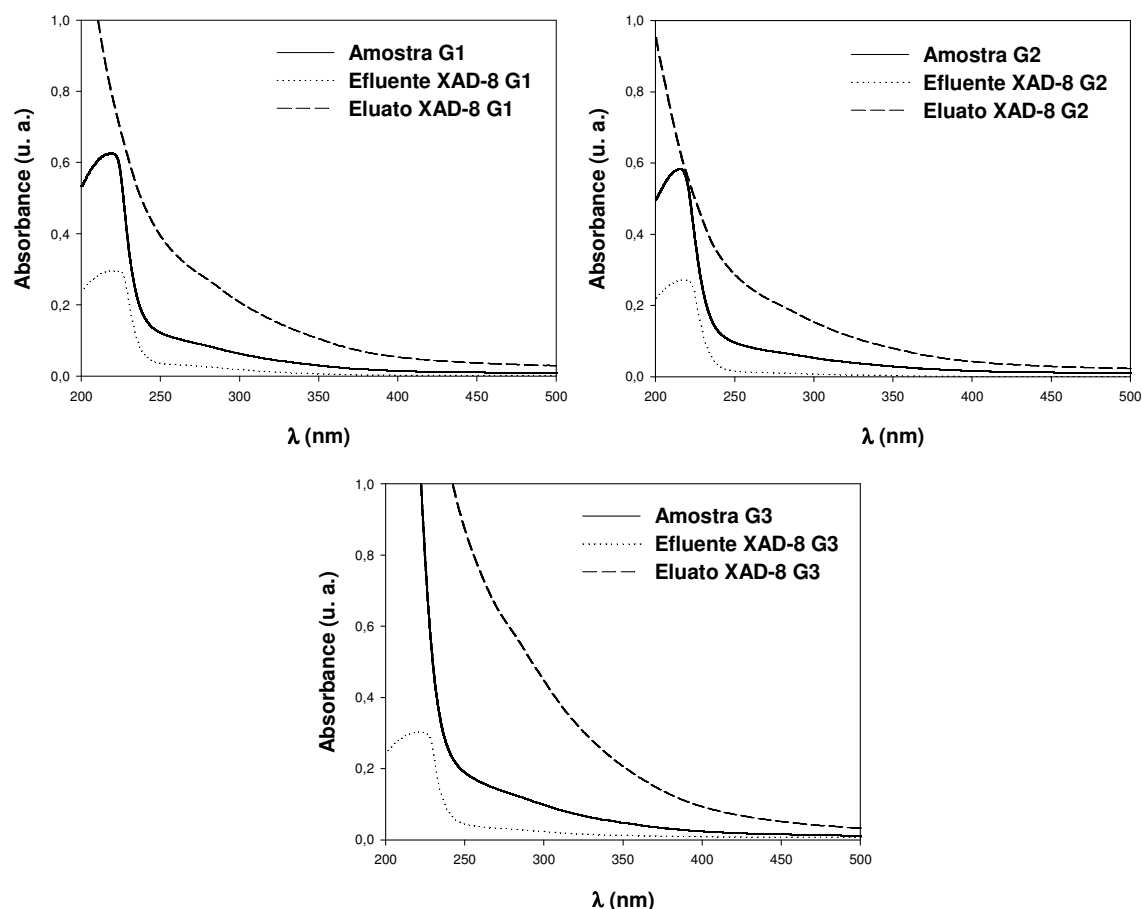 Absorbance (u. a.)
1,0
0,8
0,6
0,4
0,2
0,0
Amostra G1
Efluente XAD-8 G1
Eluato XAD-8 G1
200 250 300 350 400 450 500
λ (nm)
Absorbance (u. a.)
1,0
0,8
0,6
0,4
0,2
0,0
Amostra G2
Efluente XAD-8 G2
Eluato XAD-8 G2
200 250 300 350 400 450 500
λ (nm)
Absorbance (u. a.)
1,0
0,8
0,6
0,4
0,2
0,0
Amostra G3
Efluente XAD-8 G3
Eluato XAD-8 G3
200 250 300 350 400 450 500
λ (nm)